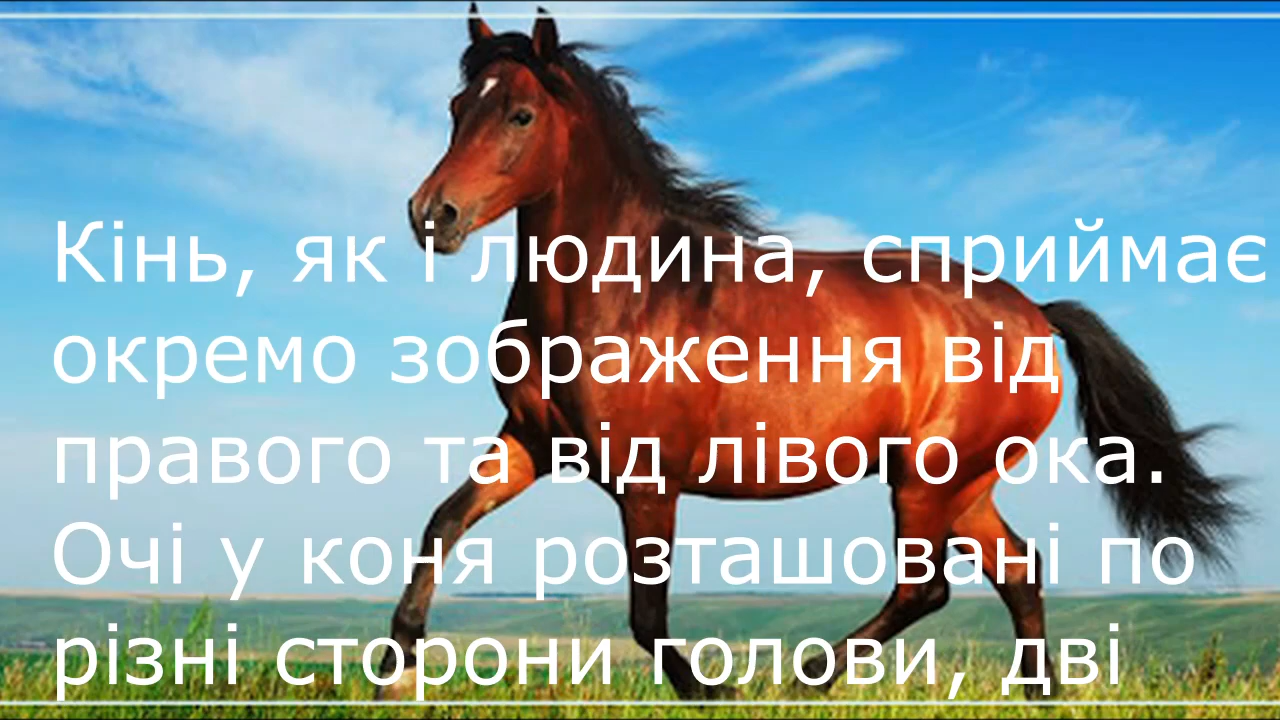 Кінь, як і людина, сприймає
окремо зображення від
правого та від лівого ока.
Очі у коня розташовані по
різні сторони голови, дві